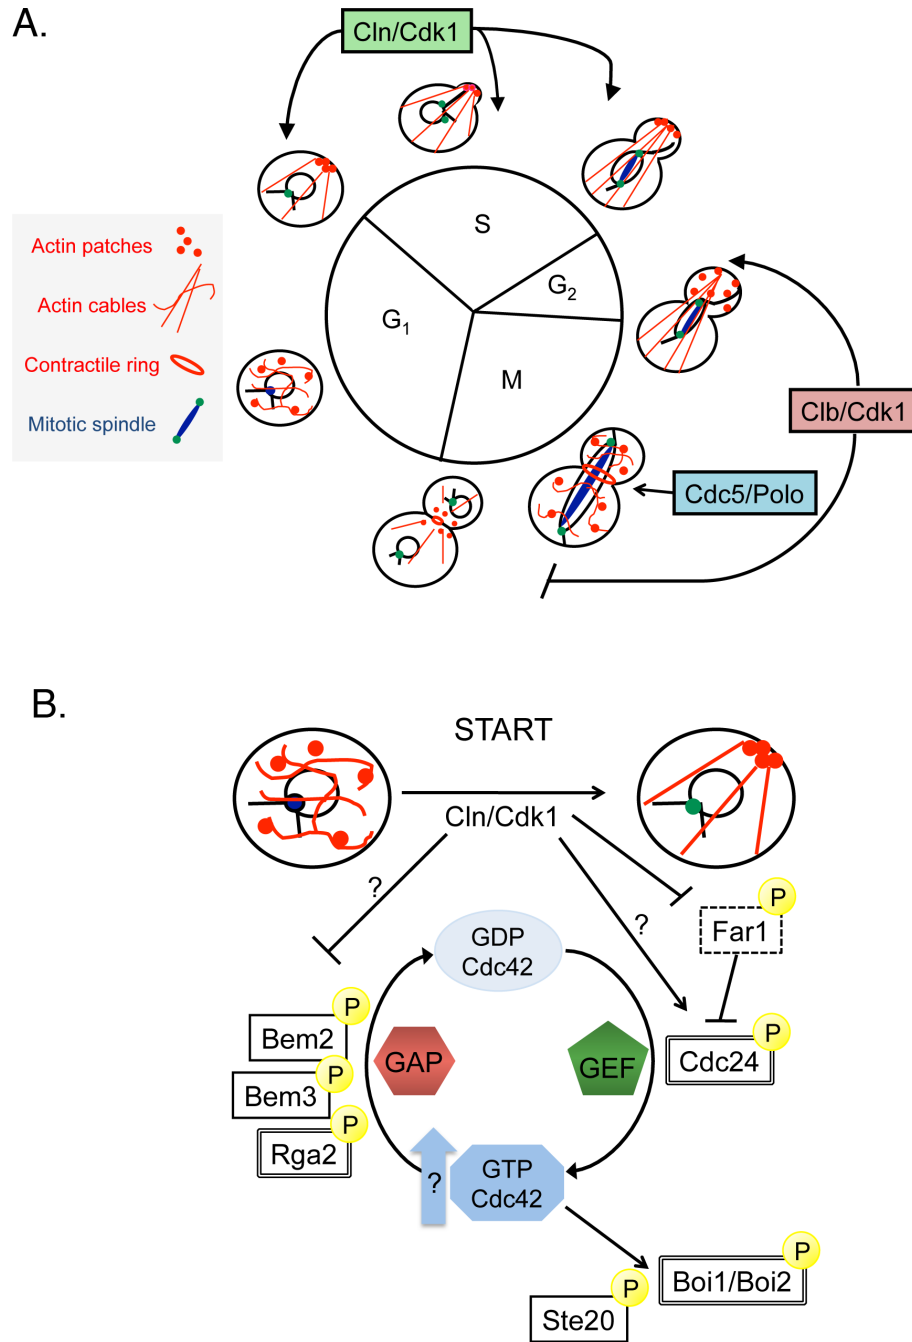 A.
Cln/Cdk1
S
G2
G1
M
Actin patches
Actin cables
Contractile ring
Mitotic spindle
Clb/Cdk1
Cdc5/Polo
B.
START
Cln/Cdk1
?
?
P
Far1
GDP
Cdc42
P
Bem2
P
Bem3
P
Rga2
GAP
GEF
P
Cdc24
?
GTP
Cdc42
P
Boi1/Boi2
P
Ste20